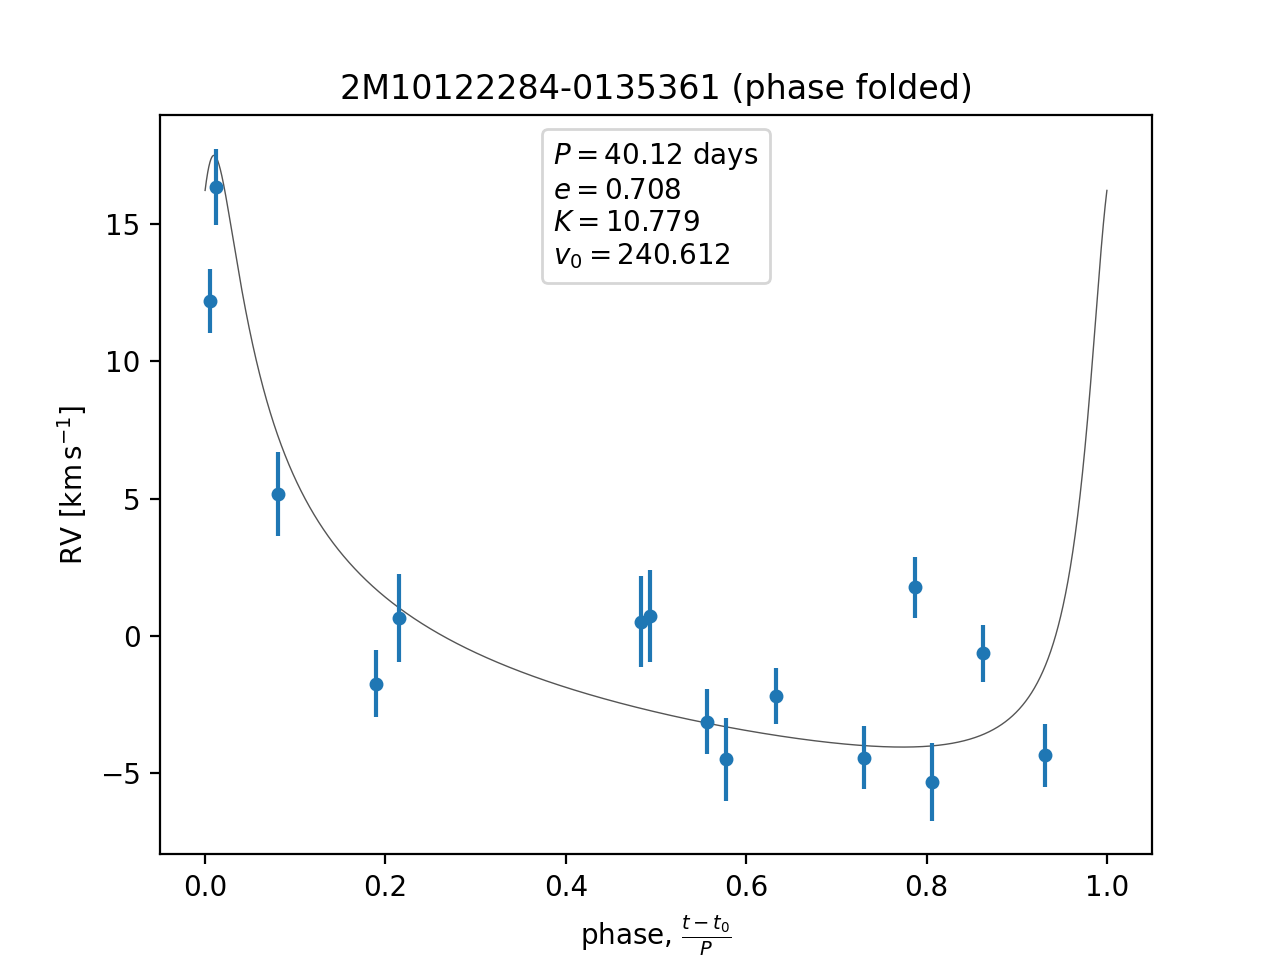 2M10122284-0135361 (phase folded)
P = 40.12 days
e = 0.708
K = 10.779
v₀ = 240.612
15
10
5
0
−5
RV [km s⁻¹]
0.0 0.2 0.4 0.6 0.8 1.0
phase, (t − t₀)/P